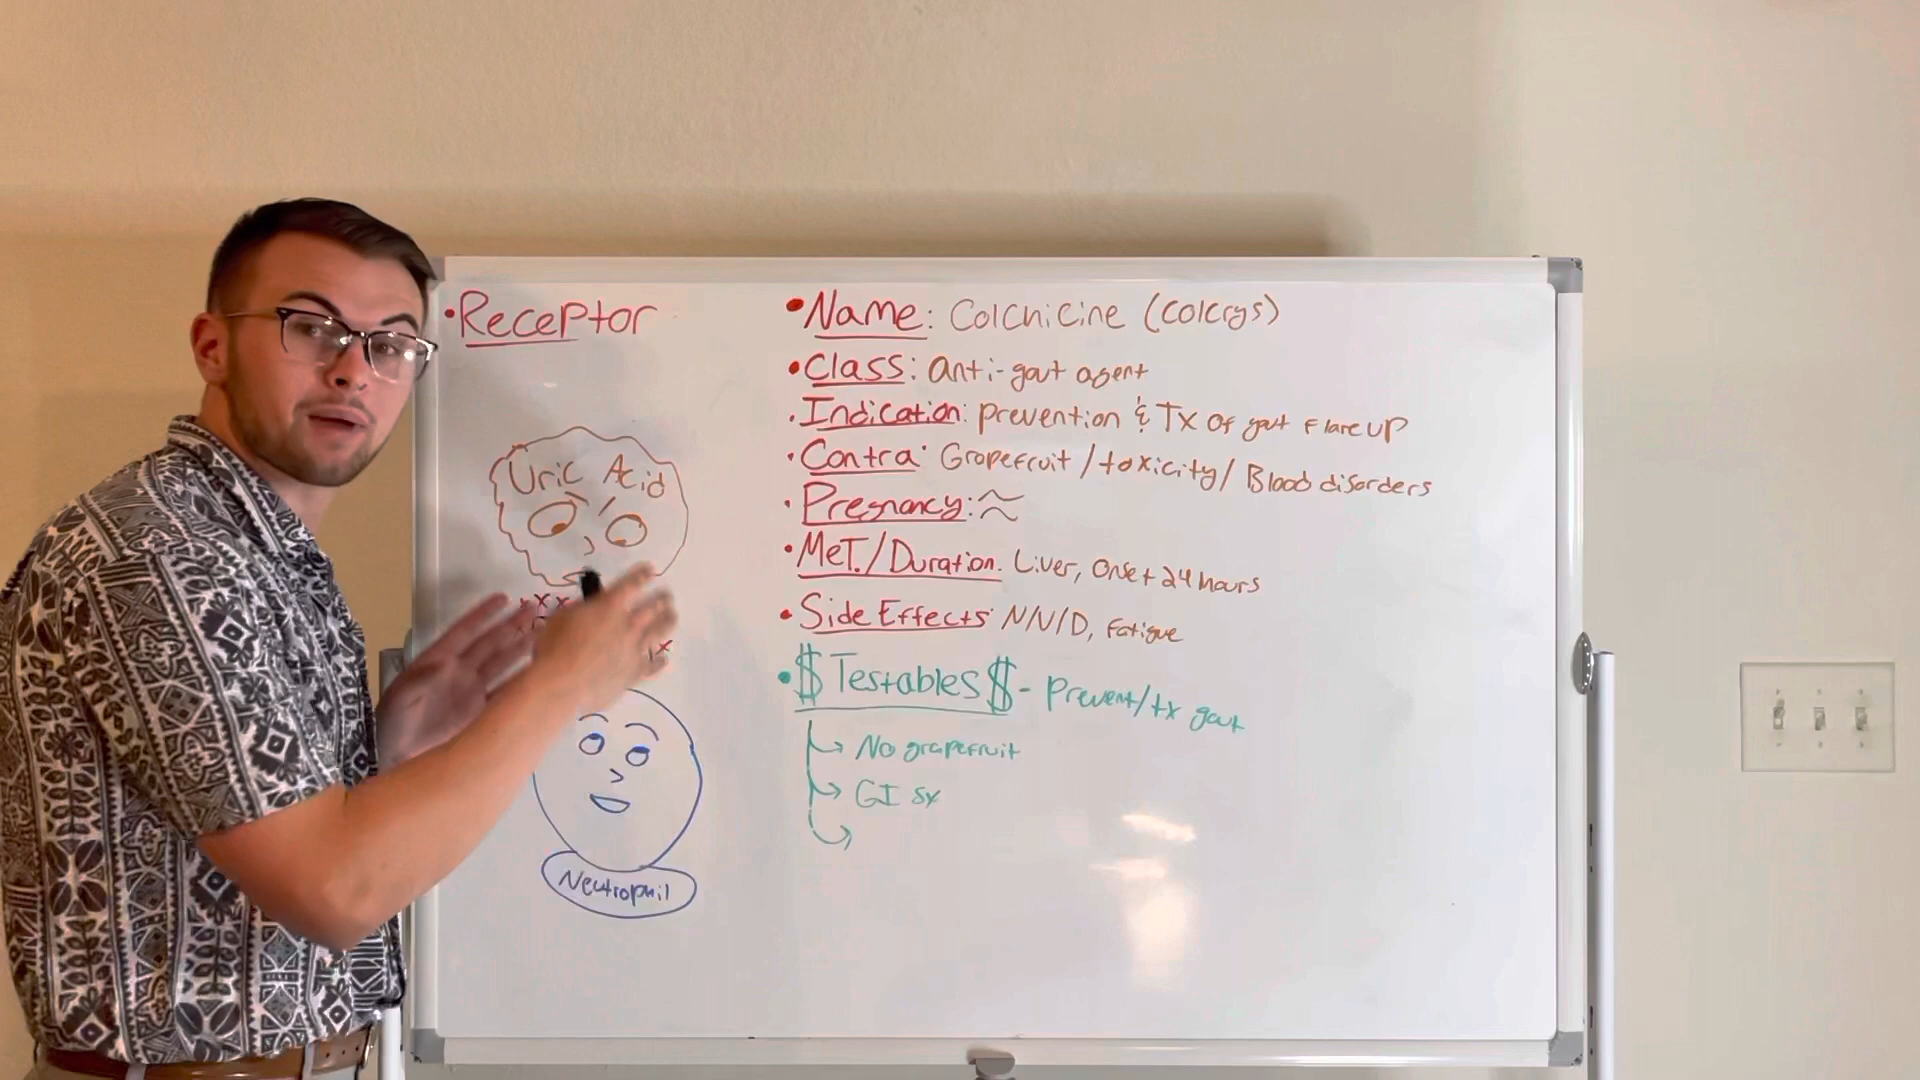 •Receptor
Uric Acid
xxx
x
Neutrophil
•Name: Colchicine (Colcrys)
•Class: Anti-gout agent
•Indication: prevention & Tx of gout flare up
•Contra: Grapefruit / toxicity / Blood disorders
•Pregnancy: ≈
•Met./Duration: Liver, Onset 24 hours
•Side Effects: N/V/D, Fatigue
•$Testables$ - Prevent/tx gout
↳ No grapefruit
↳ GI sx